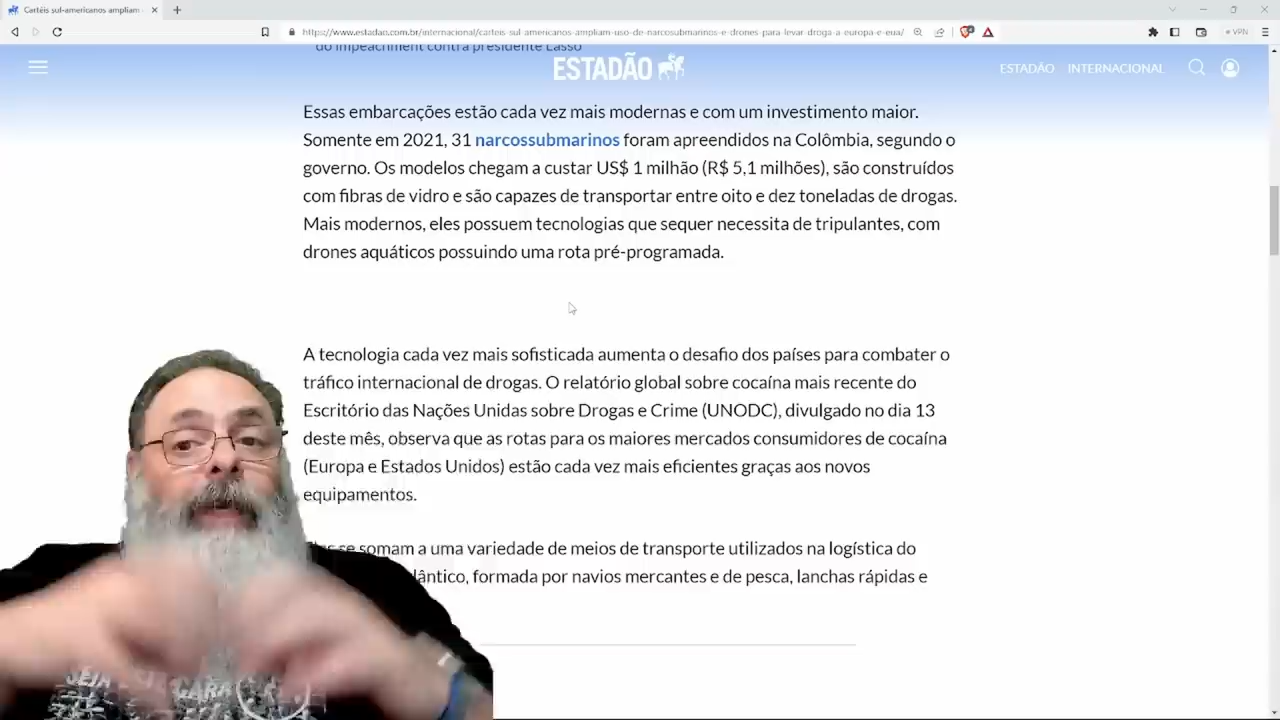 Cartéis sul-americanos ampliam
https://www.estadao.com.br/internacional/carteis-sul-americanos-ampliam-uso-de-narcosubmarinos-e-drones-para-levar-droga-a-europa-e-eua/
VPN
do impeachment contra presidente Lasso
ESTADÃO
ESTADÃO INTERNACIONAL
Essas embarcações estão cada vez mais modernas e com um investimento maior.
Somente em 2021, 31 narcossubmarinos foram apreendidos na Colômbia, segundo o
governo. Os modelos chegam a custar US$ 1 milhão (R$ 5,1 milhões), são construídos
com fibras de vidro e são capazes de transportar entre oito e dez toneladas de drogas.
Mais modernos, eles possuem tecnologias que sequer necessita de tripulantes, com
drones aquáticos possuindo uma rota pré-programada.
A tecnologia cada vez mais sofisticada aumenta o desafio dos países para combater o
tráfico internacional de drogas. O relatório global sobre cocaína mais recente do
Escritório das Nações Unidas sobre Drogas e Crime (UNODC), divulgado no dia 13
deste mês, observa que as rotas para os maiores mercados consumidores de cocaína
(Europa e Estados Unidos) estão cada vez mais eficientes graças aos novos
equipamentos.
se somam a uma variedade de meios de transporte utilizados na logística do
formada por navios mercantes e de pesca, lanchas rápidas e